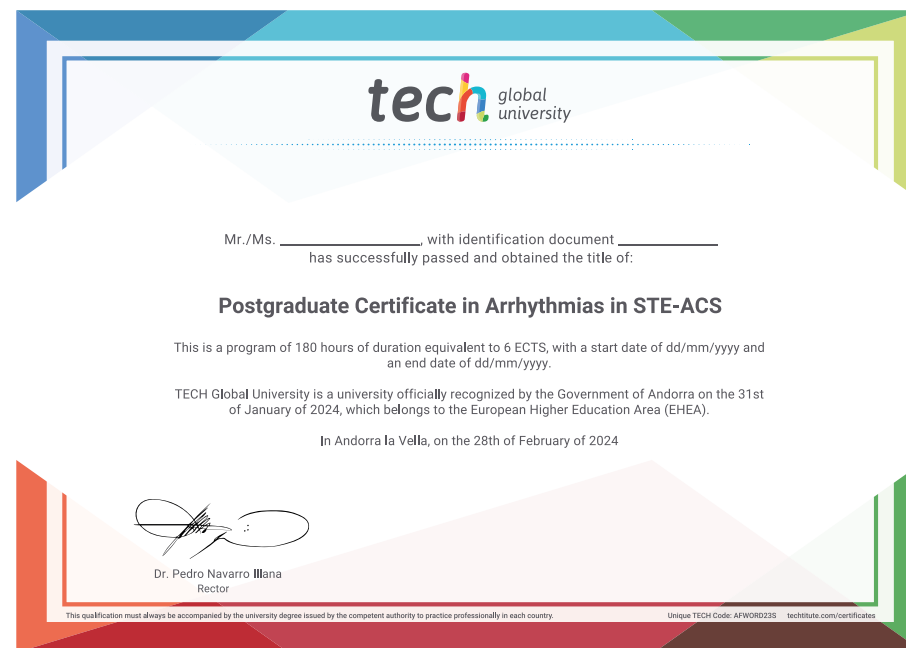 tech global
university
Mr./Ms. ____________, with identification document ____________
has successfully passed and obtained the title of:
Postgraduate Certificate in Arrhythmias in STE-ACS
This is a program of 180 hours of duration equivalent to 6 ECTS, with a start date of dd/mm/yyyy and
an end date of dd/mm/yyyy.
TECH Global University is a university officially recognized by the Government of Andorra on the 31st
of January of 2024, which belongs to the European Higher Education Area (EHEA).
In Andorra la Vella, on the 28th of February of 2024
Dr. Pedro Navarro Illana
Rector
This qualification must always be accompanied by the university degree issued by the competent authority to practice professionally in each country.
Unique TECH Code: AFWORD23S techtitute.com/certificates